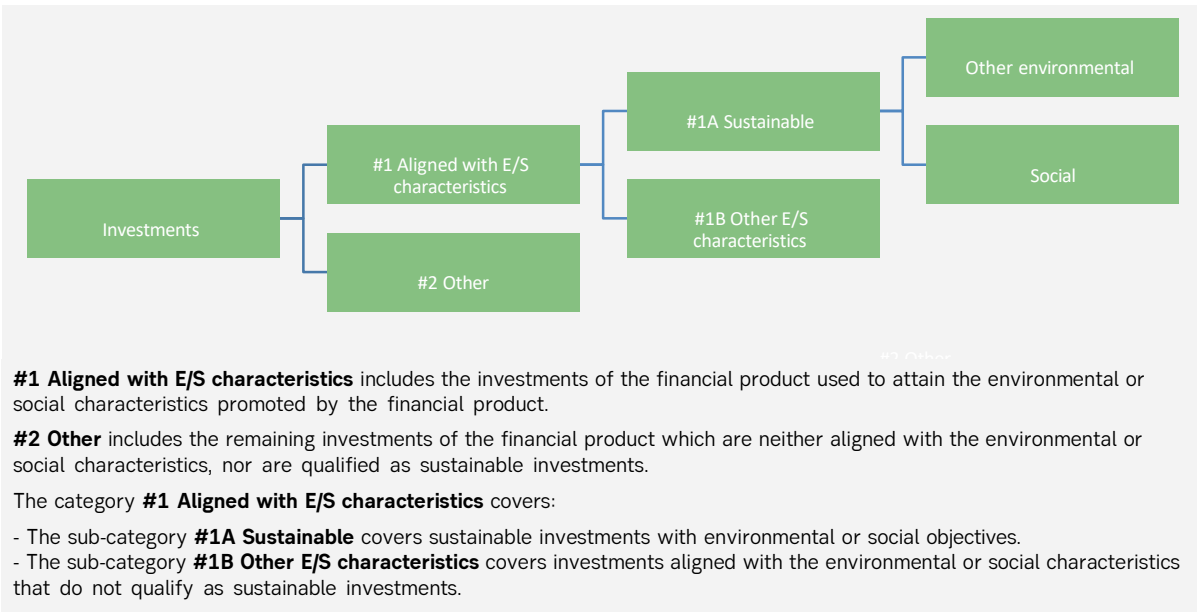 Other environmental
#1A Sustainable
#1 Aligned with E/S
characteristics
Social
Investments
#1B Other E/S
characteristics
#2 Other
#2 Other
#1 Aligned with E/S characteristics includes the investments of the financial product used to attain the environmental or
social characteristics promoted by the financial product.
#2 Other includes the remaining investments of the financial product which are neither aligned with the environmental or
social characteristics, nor are qualified as sustainable investments.
The category #1 Aligned with E/S characteristics covers:
- The sub-category #1A Sustainable covers sustainable investments with environmental or social objectives.
- The sub-category #1B Other E/S characteristics covers investments aligned with the environmental or social characteristics
that do not qualify as sustainable investments.